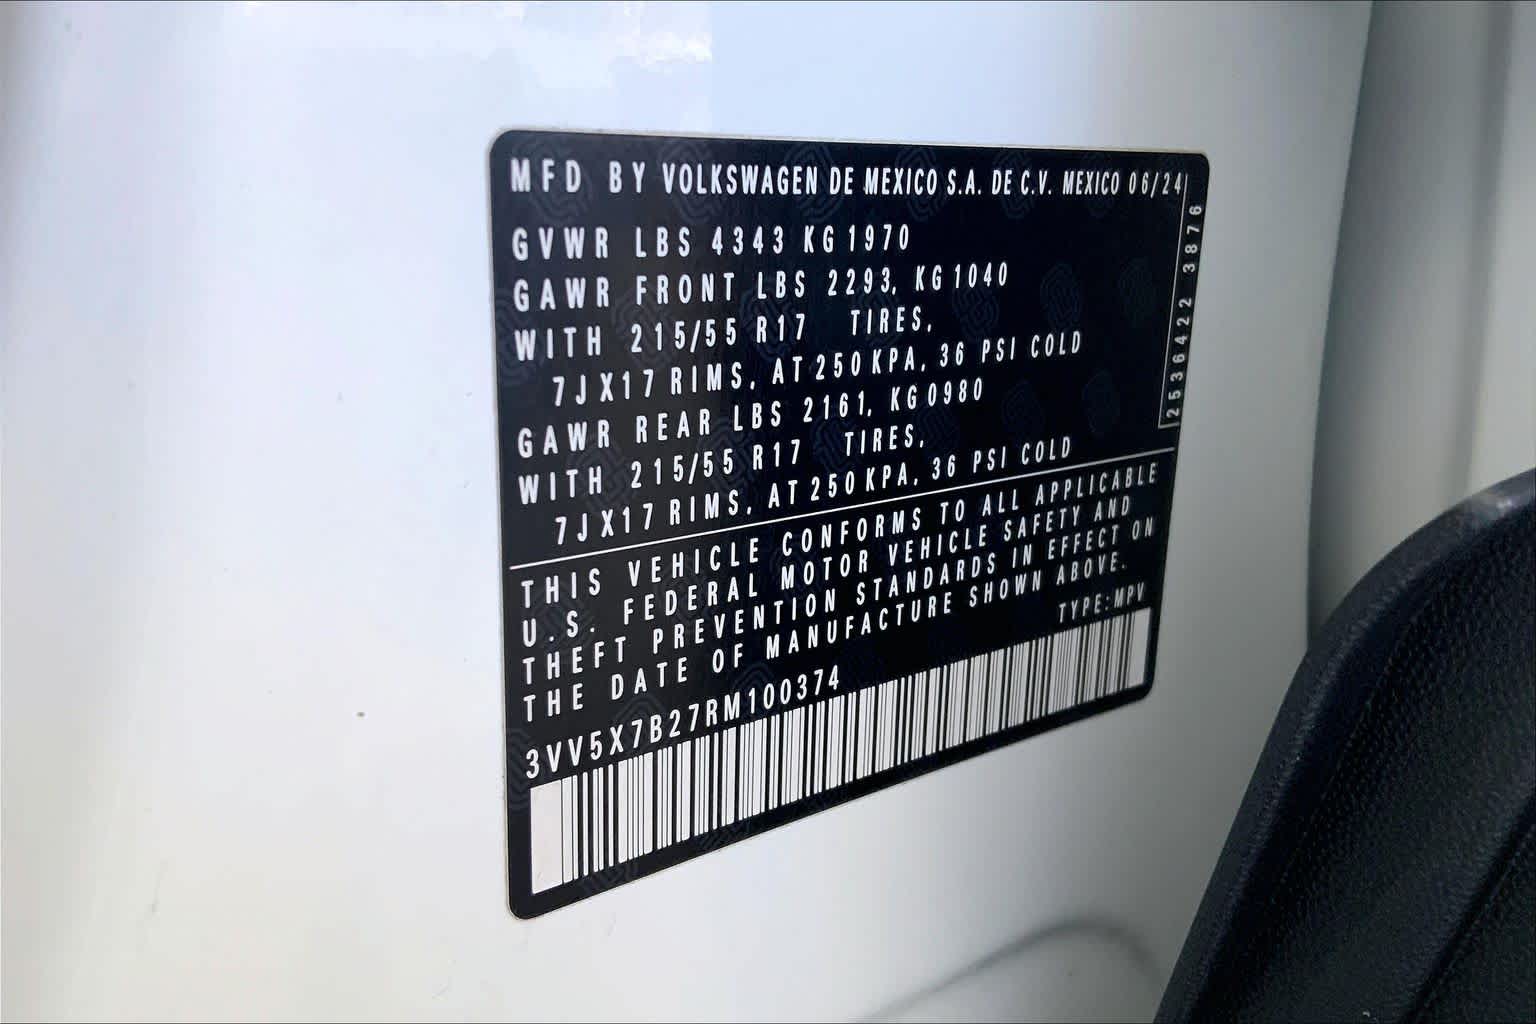 MFD BY VOLKSWAGEN DE MEXICO S.A. DE C.V. MEXICO 06/24
GVWR LBS 4343 KG 1970
GAWR FRONT LBS 2293, KG 1040
WITH 215/55 R17 TIRES,
7JX17 RIMS, AT 250 KPA, 36 PSI COLD
GAWR REAR LBS 2161, KG 0980
WITH 215/55 R17 TIRES,
7JX17 RIMS, AT 250 KPA, 36 PSI COLD
2536422 3876
THIS VEHICLE CONFORMS TO ALL APPLICABLE
U.S. FEDERAL MOTOR VEHICLE SAFETY AND
THEFT PREVENTION STANDARDS IN EFFECT ON
THE DATE OF MANUFACTURE SHOWN ABOVE.
TYPE:MPV
3VV5X7B27RM100374